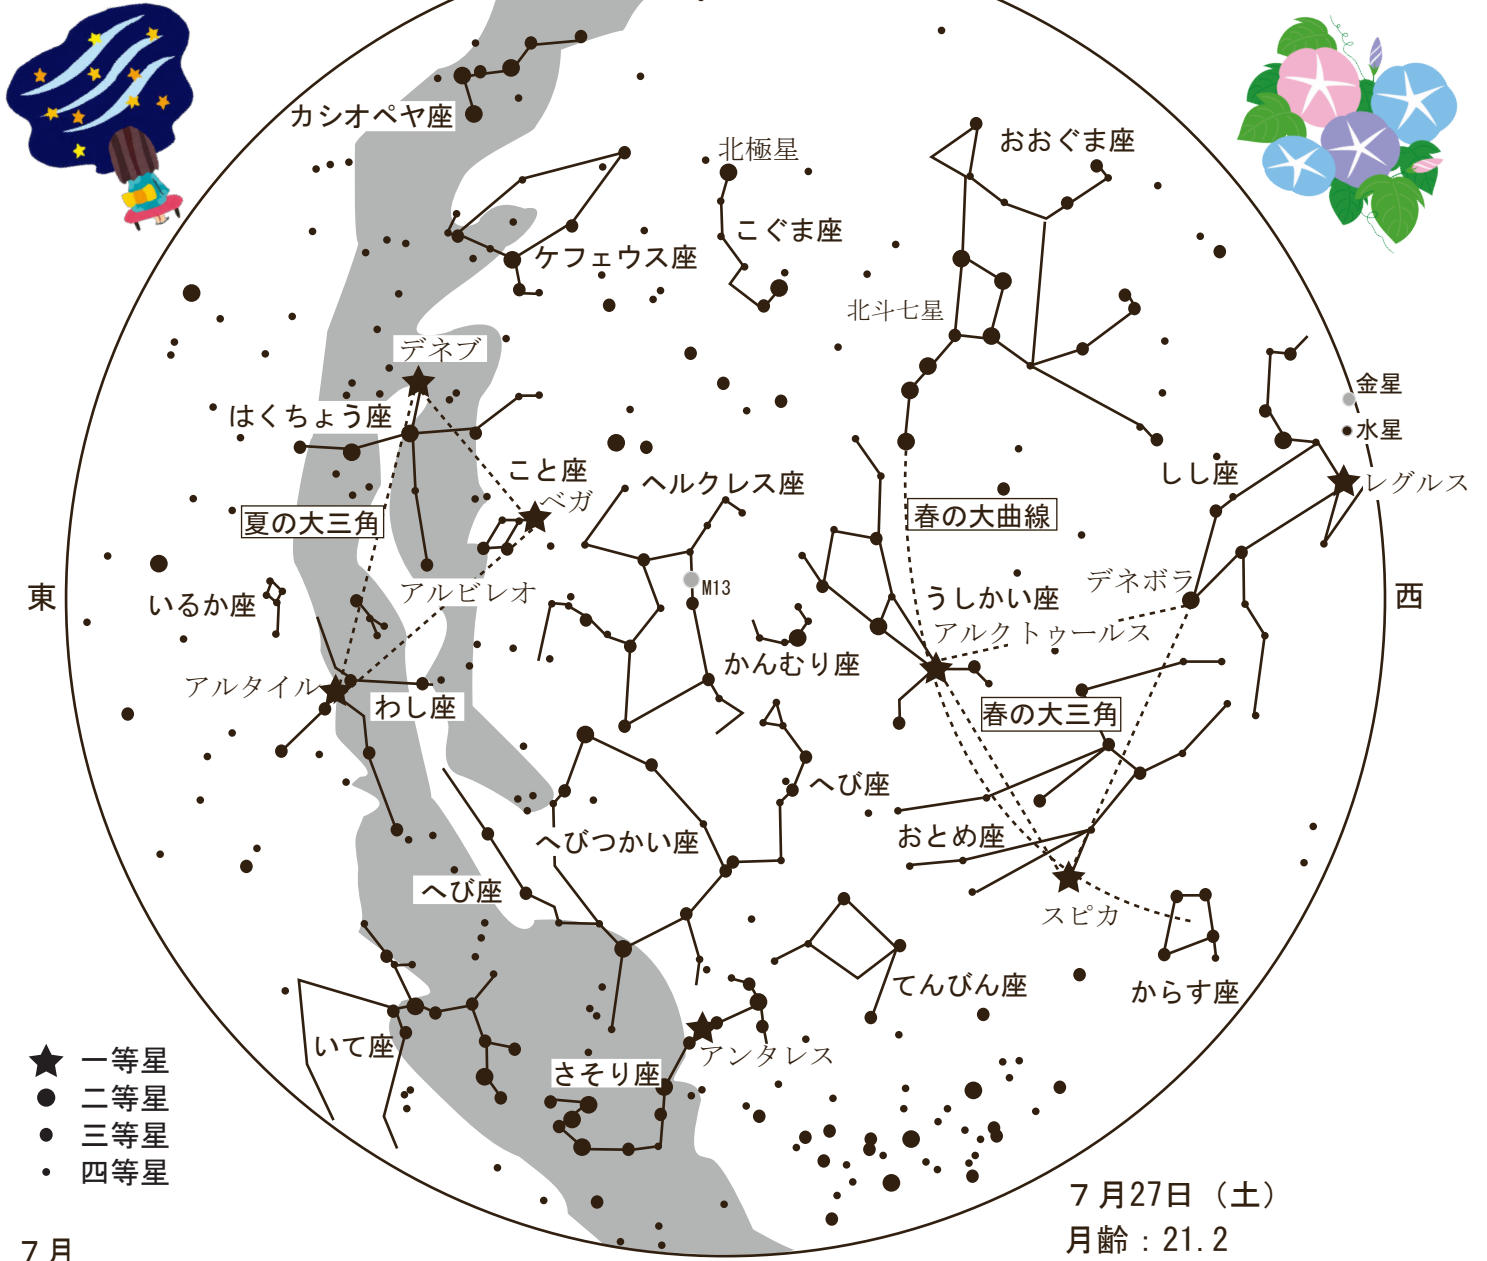 カシオペヤ座
北極星
おおぐま座
こぐま座
ケフェウス座
北斗七星
デネブ
金星
はくちょう座
水星
こと座
ヘルクレス座
しし座
レグルス
ベガ
夏の大三角
春の大曲線
M13
デネボラ
アルビレオ
いるか座
うしかい座
東
西
アルクトゥールス
かんむり座
アルタイル
わし座
春の大三角
へび座
へびつかい座
おとめ座
へび座
スピカ
てんびん座
からす座
いて座
アンタレス
さそり座
一等星
二等星
三等星
四等星
7月27日（土）
月齢：21.2
7月